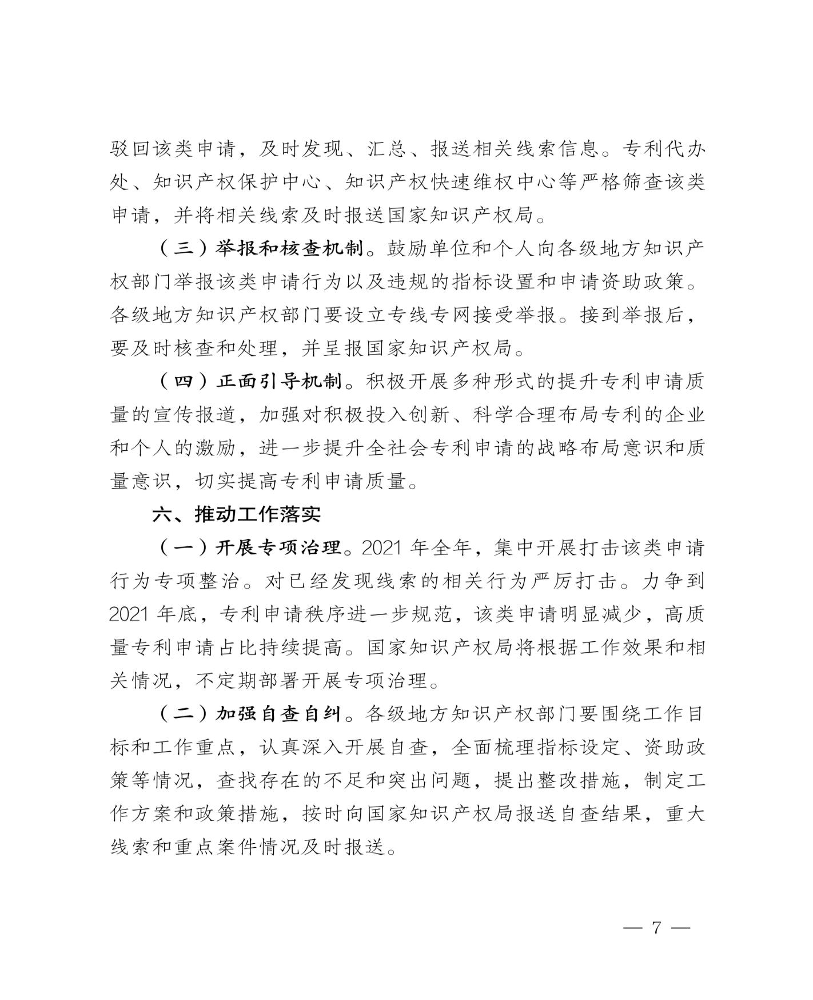 驳回该类申请，及时发现、汇总、报送相关线索信息。专利代办
处、知识产权保护中心、知识产权快速维权中心等严格筛查该类
申请，并将相关线索及时报送国家知识产权局。
（三）举报和核查机制。鼓励单位和个人向各级地方知识产
权部门举报该类申请行为以及违规的指标设置和申请资助政策。
各级地方知识产权部门要设立专线专网接受举报。接到举报后，
要及时核查和处理，并呈报国家知识产权局。
（四）正面引导机制。积极开展多种形式的提升专利申请质
量的宣传报道，加强对积极投入创新、科学合理布局专利的企业
和个人的激励，进一步提升全社会专利申请的战略布局意识和质
量意识，切实提高专利申请质量。
六、推动工作落实
（一）开展专项治理。2021 年全年，集中开展打击该类申请
行为专项整治。对已经发现线索的相关行为严厉打击。力争到
2021 年底，专利申请秩序进一步规范，该类申请明显减少，高质
量专利申请占比持续提高。国家知识产权局将根据工作效果和相
关情况，不定期部署开展专项治理。
（二）加强自查自纠。各级地方知识产权部门要围绕工作目
标和工作重点，认真深入开展自查，全面梳理指标设定、资助政
策等情况，查找存在的不足和突出问题，提出整改措施，制定工
作方案和政策措施，按时向国家知识产权局报送自查结果，重大
线索和重点案件情况及时报送。
— 7 —